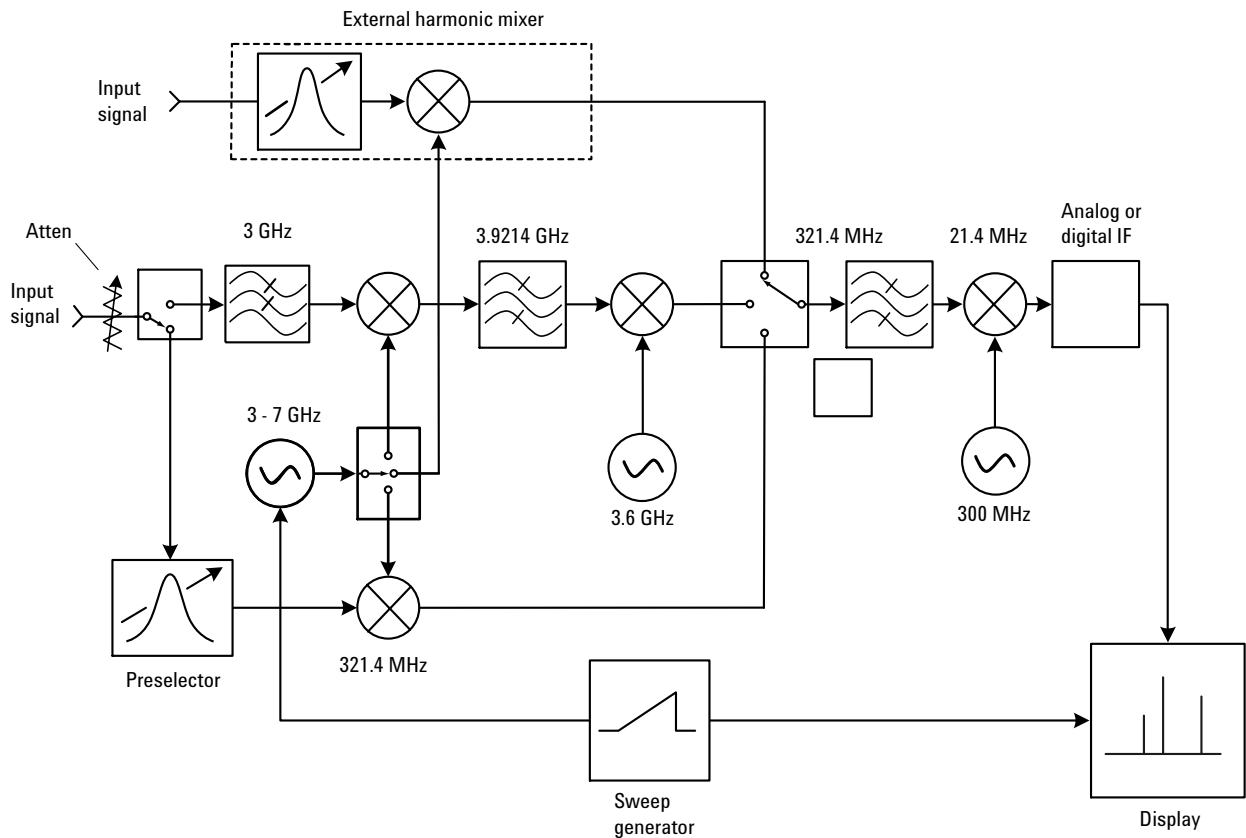 External harmonic mixer
Input
signal
Atten
3 GHz
3.9214 GHz
321.4 MHz
21.4 MHz
Analog or
digital IF
Input
signal
3 - 7 GHz
3.6 GHz
300 MHz
321.4 MHz
Preselector
Sweep
generator
Display